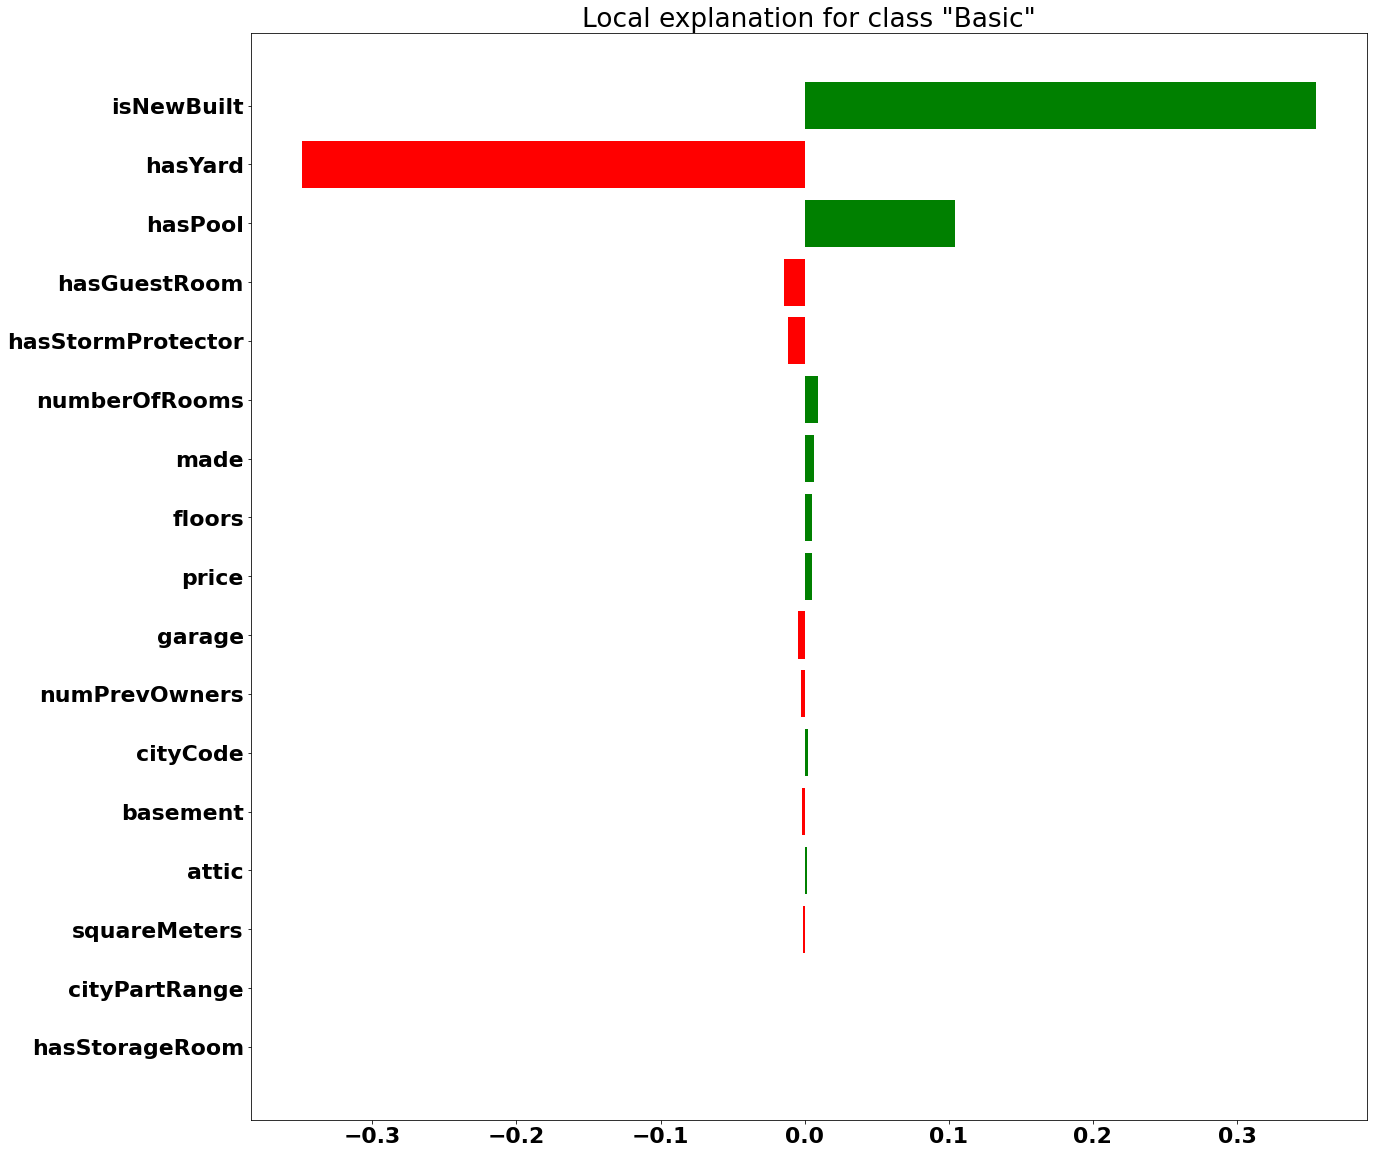 Local explanation for class "Basic"
isNewBuilt
hasYard
hasPool
hasGuestRoom
hasStormProtector
numberOfRooms
made
floors
price
garage
numPrevOwners
cityCode
basement
attic
squareMeters
cityPartRange
hasStorageRoom
−0.3 −0.2 −0.1 0.0 0.1 0.2 0.3